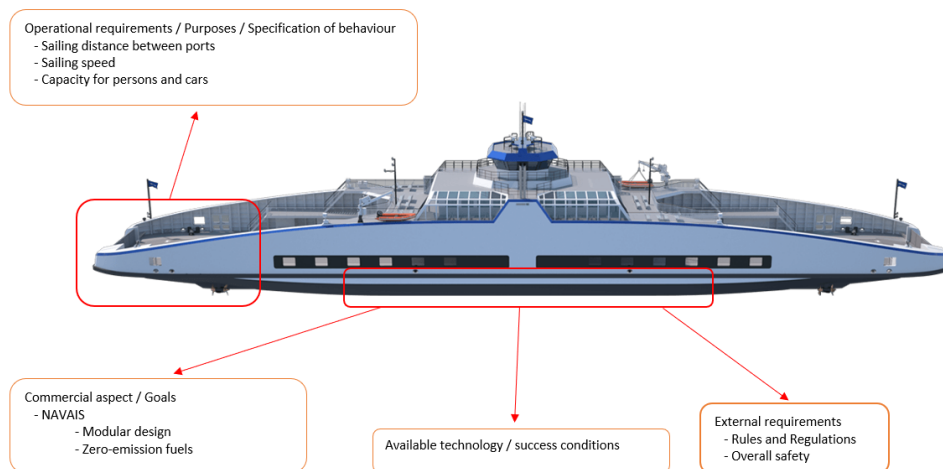 Operational requirements / Purposes / Specification of behaviour
- Sailing distance between ports
- Sailing speed
- Capacity for persons and cars
Commercial aspect / Goals
- NAVAIS
- Modular design
- Zero-emission fuels
Available technology / success conditions
External requirements
- Rules and Regulations
- Overall safety